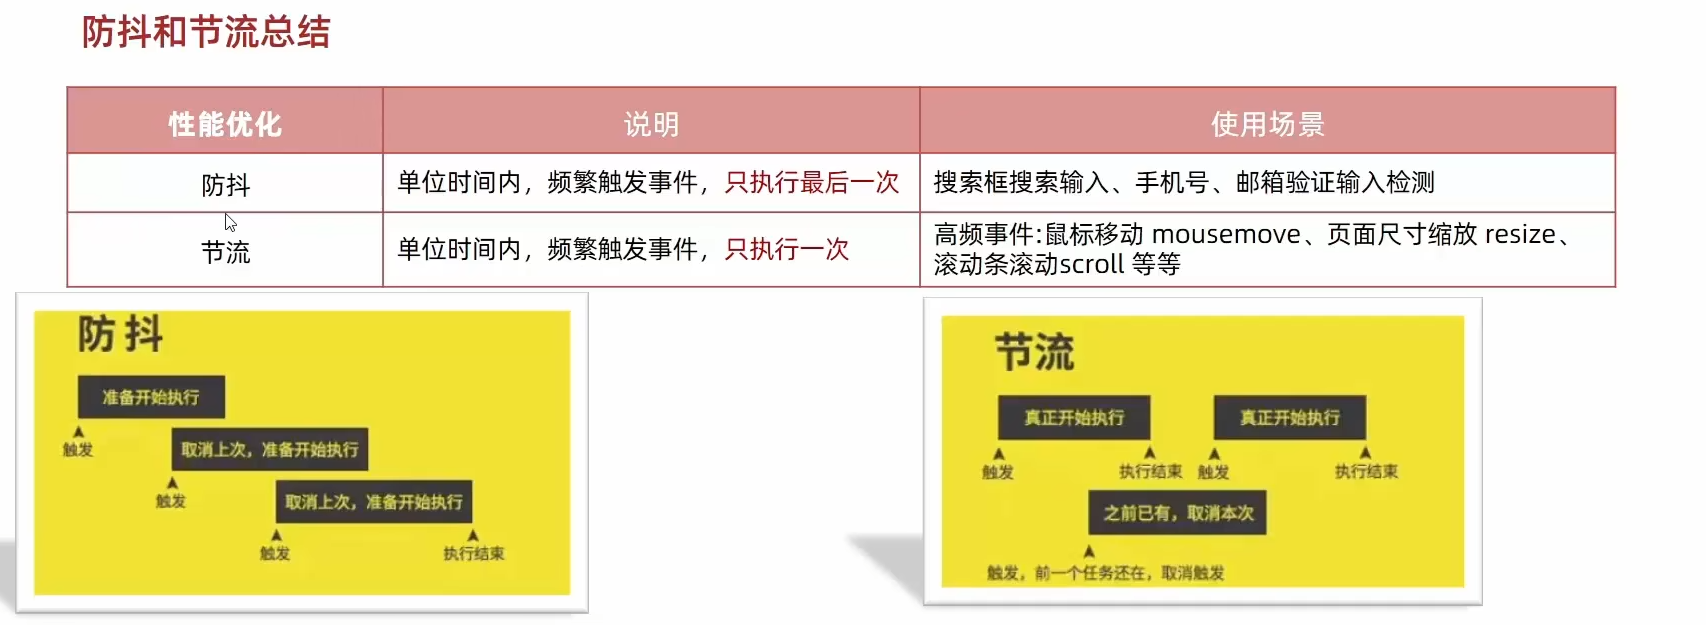 防抖和节流总结
性能优化 说明 使用场景
防抖 单位时间内，频繁触发事件，只执行最后一次 搜索框搜索输入、手机号、邮箱验证输入检测
节流 单位时间内，频繁触发事件，只执行一次 高频事件:鼠标移动 mousemove、页面尺寸缩放 resize、
滚动条滚动scroll 等等
防抖
准备开始执行
触发
取消上次，准备开始执行
触发
取消上次，准备开始执行
触发 执行结束
节流
真正开始执行 真正开始执行
触发 执行结束 触发 执行结束
之前已有，取消本次
触发，前一个任务还在，取消触发